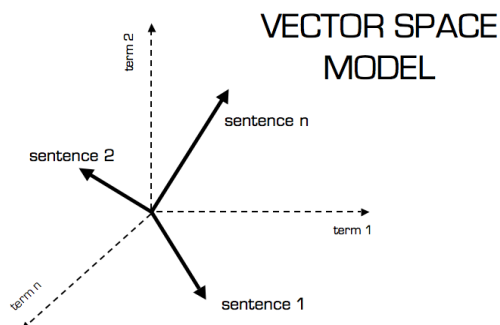 VECTOR SPACE
MODEL
term 2
sentence n
sentence 2
term 1
term n
sentence 1